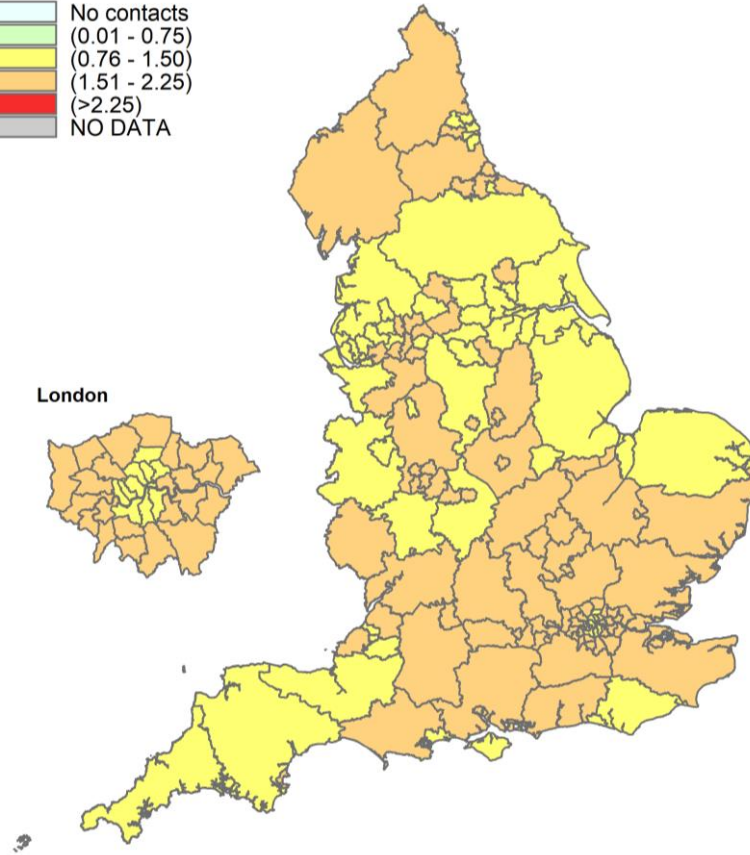 No contacts
(0.01 - 0.75)
(0.76 - 1.50)
(1.51 - 2.25)
(>2.25)
NO DATA
London